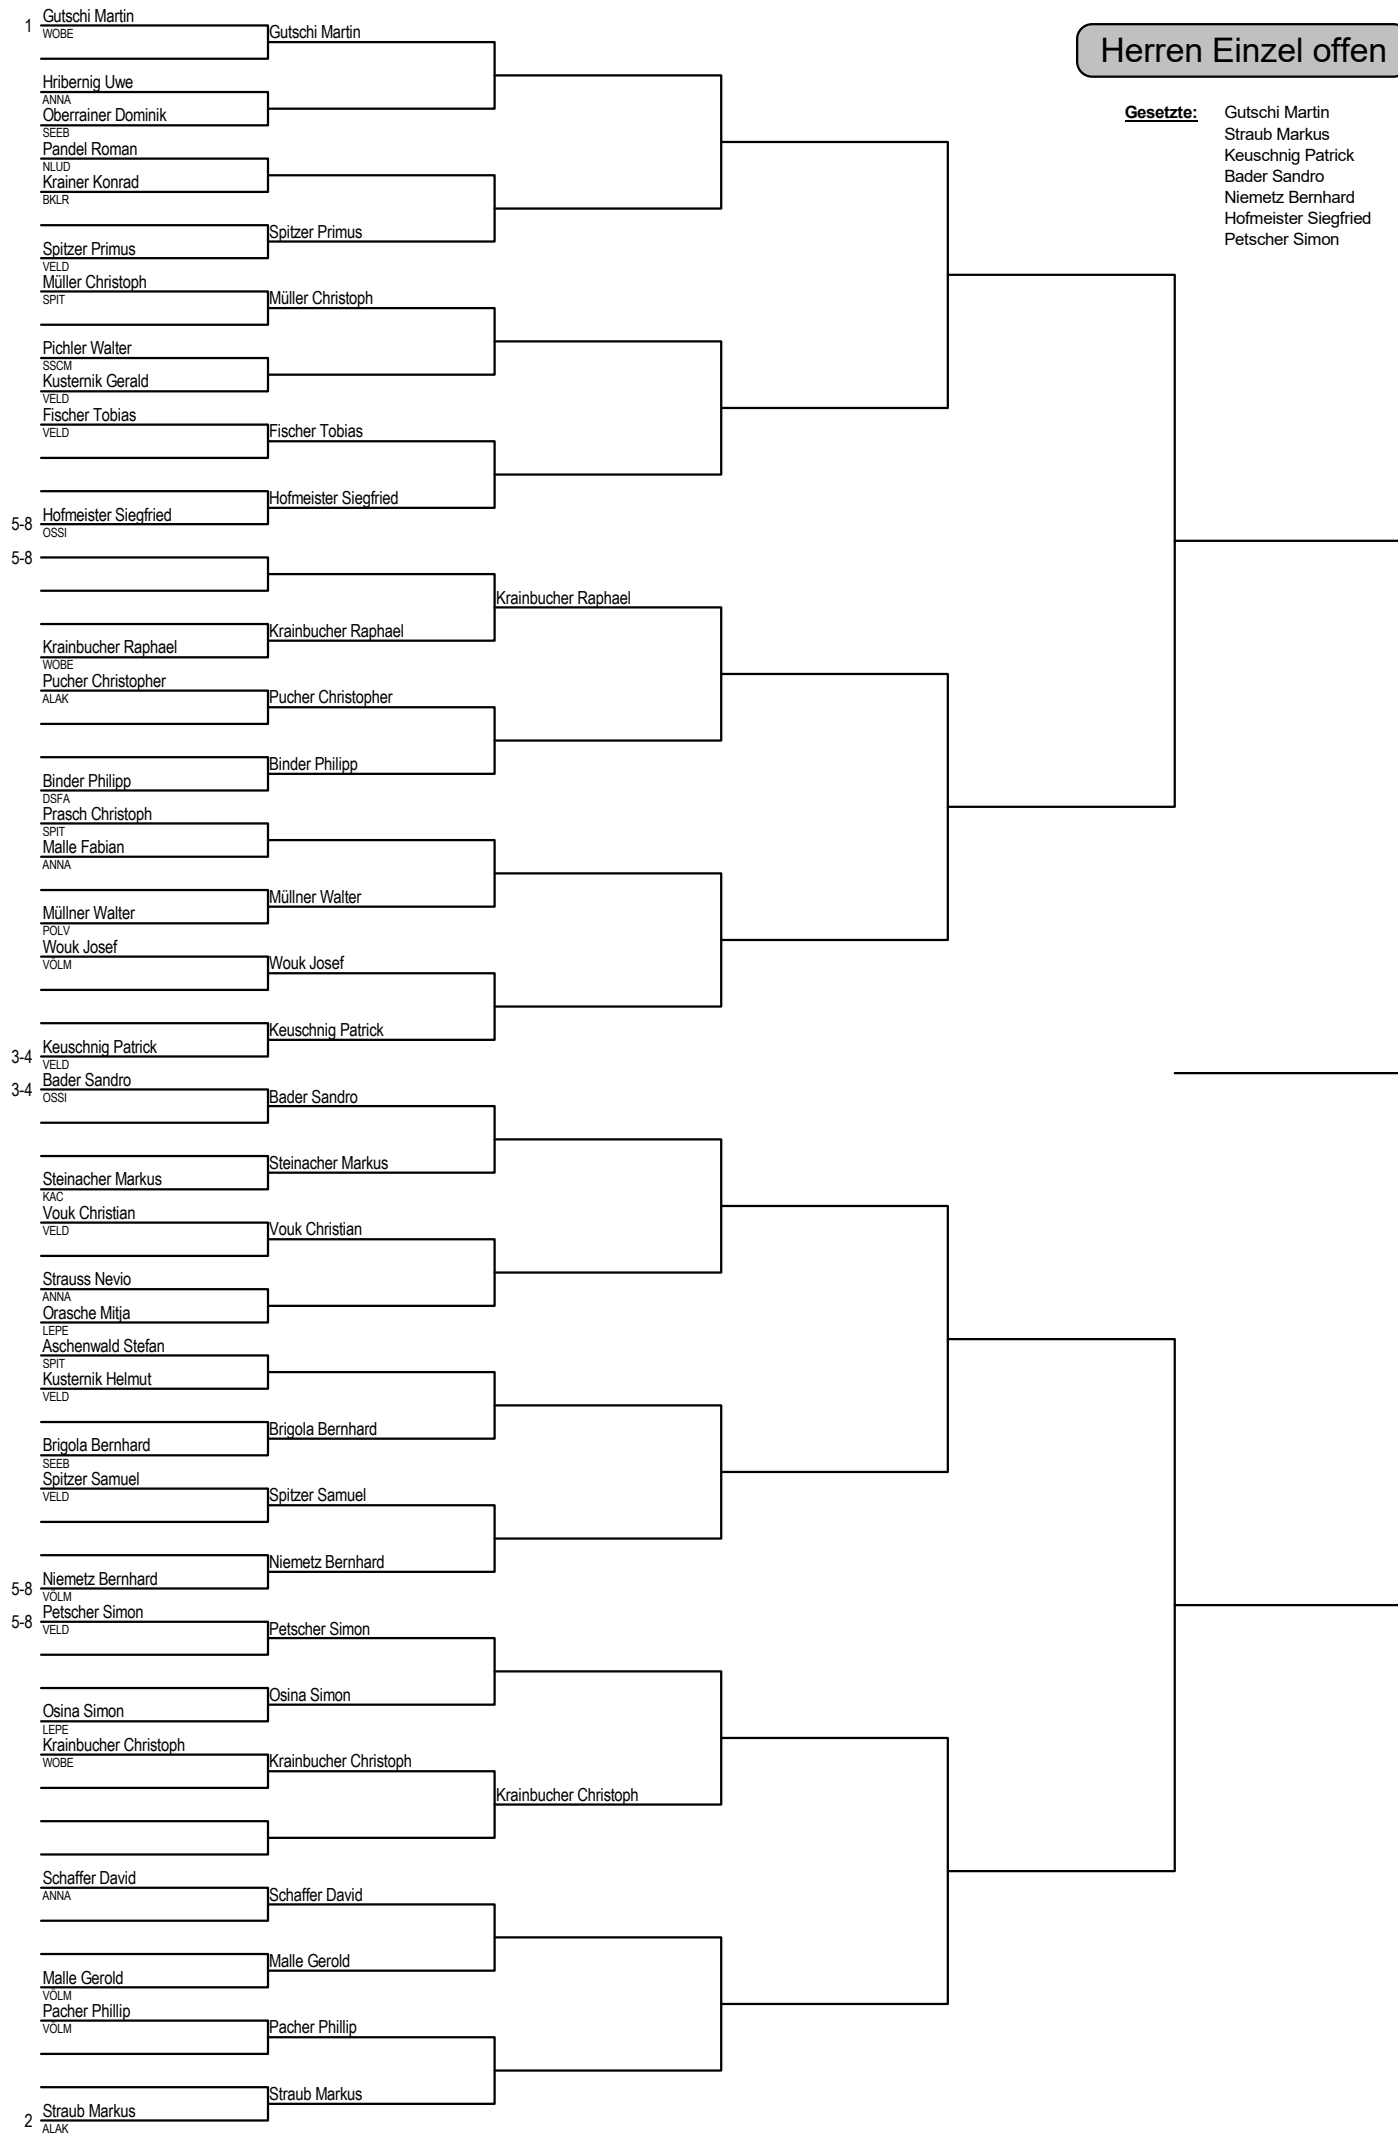 Herren Einzel offen
Gesetzte: Gutschi Martin
Straub Markus
Keuschnig Patrick
Bader Sandro
Niemetz Bernhard
Hofmeister Siegfried
Petscher Simon
1 Gutschi Martin
WOBE
Gutschi Martin
Hribernig Uwe
ANNA
Oberrainer Dominik
SEEB
Pandel Roman
NLUD
Krainer Konrad
BKLR
Spitzer Primus
Spitzer Primus
VELD
Müller Christoph
SPIT
Müller Christoph
Pichler Walter
SSCM
Kusternik Gerald
VELD
Fischer Tobias
VELD
Fischer Tobias
Hofmeister Siegfried
5-8 Hofmeister Siegfried
OSSI
5-8
Krainbucher Raphael
Krainbucher Raphael
Krainbucher Raphael
WOBE
Pucher Christopher
ALAK
Pucher Christopher
Binder Philipp
Binder Philipp
DSFA
Prasch Christoph
SPIT
Malle Fabian
ANNA
Müllner Walter
Müllner Walter
POLV
Wouk Josef
VÖLM
Wouk Josef
Keuschnig Patrick
3-4 Keuschnig Patrick
VELD
3-4 Bader Sandro
OSSI
Bader Sandro
Steinacher Markus
Steinacher Markus
KAC
Vouk Christian
VELD
Vouk Christian
Strauss Nevio
ANNA
Orasche Mitja
LEPE
Aschenwald Stefan
SPIT
Kusternik Helmut
VELD
Brigola Bernhard
Brigola Bernhard
SEEB
Spitzer Samuel
VELD
Spitzer Samuel
Niemetz Bernhard
5-8 Niemetz Bernhard
VÖLM
5-8 Petscher Simon
VELD
Petscher Simon
Osina Simon
Osina Simon
LEPE
Krainbucher Christoph
WOBE
Krainbucher Christoph
Krainbucher Christoph
Schaffer David
ANNA
Schaffer David
Malle Gerold
Malle Gerold
VÖLM
Pacher Phillip
VÖLM
Pacher Phillip
Straub Markus
2 Straub Markus
ALAK